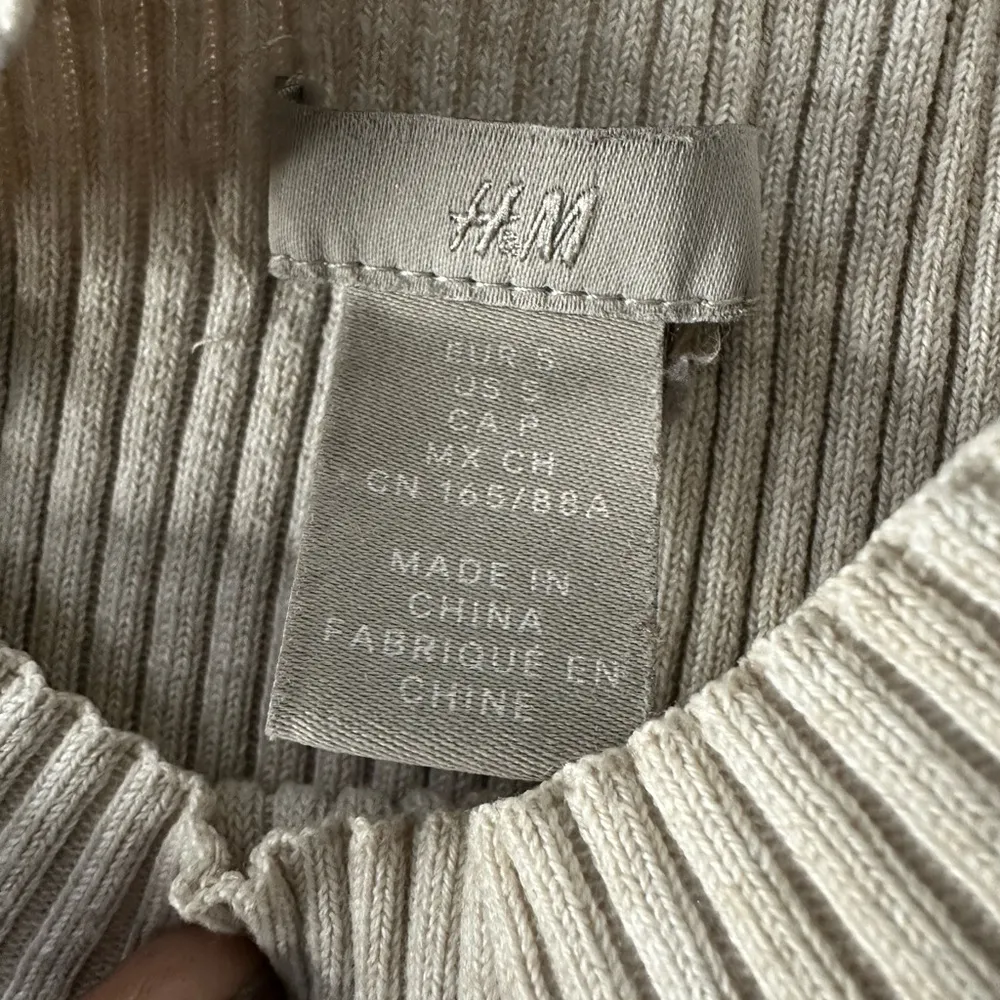 H&M
EUR S
US S
CA P
MX CH
CN 165/88A
MADE IN
CHINA
FABRIQUÉ EN
CHINE